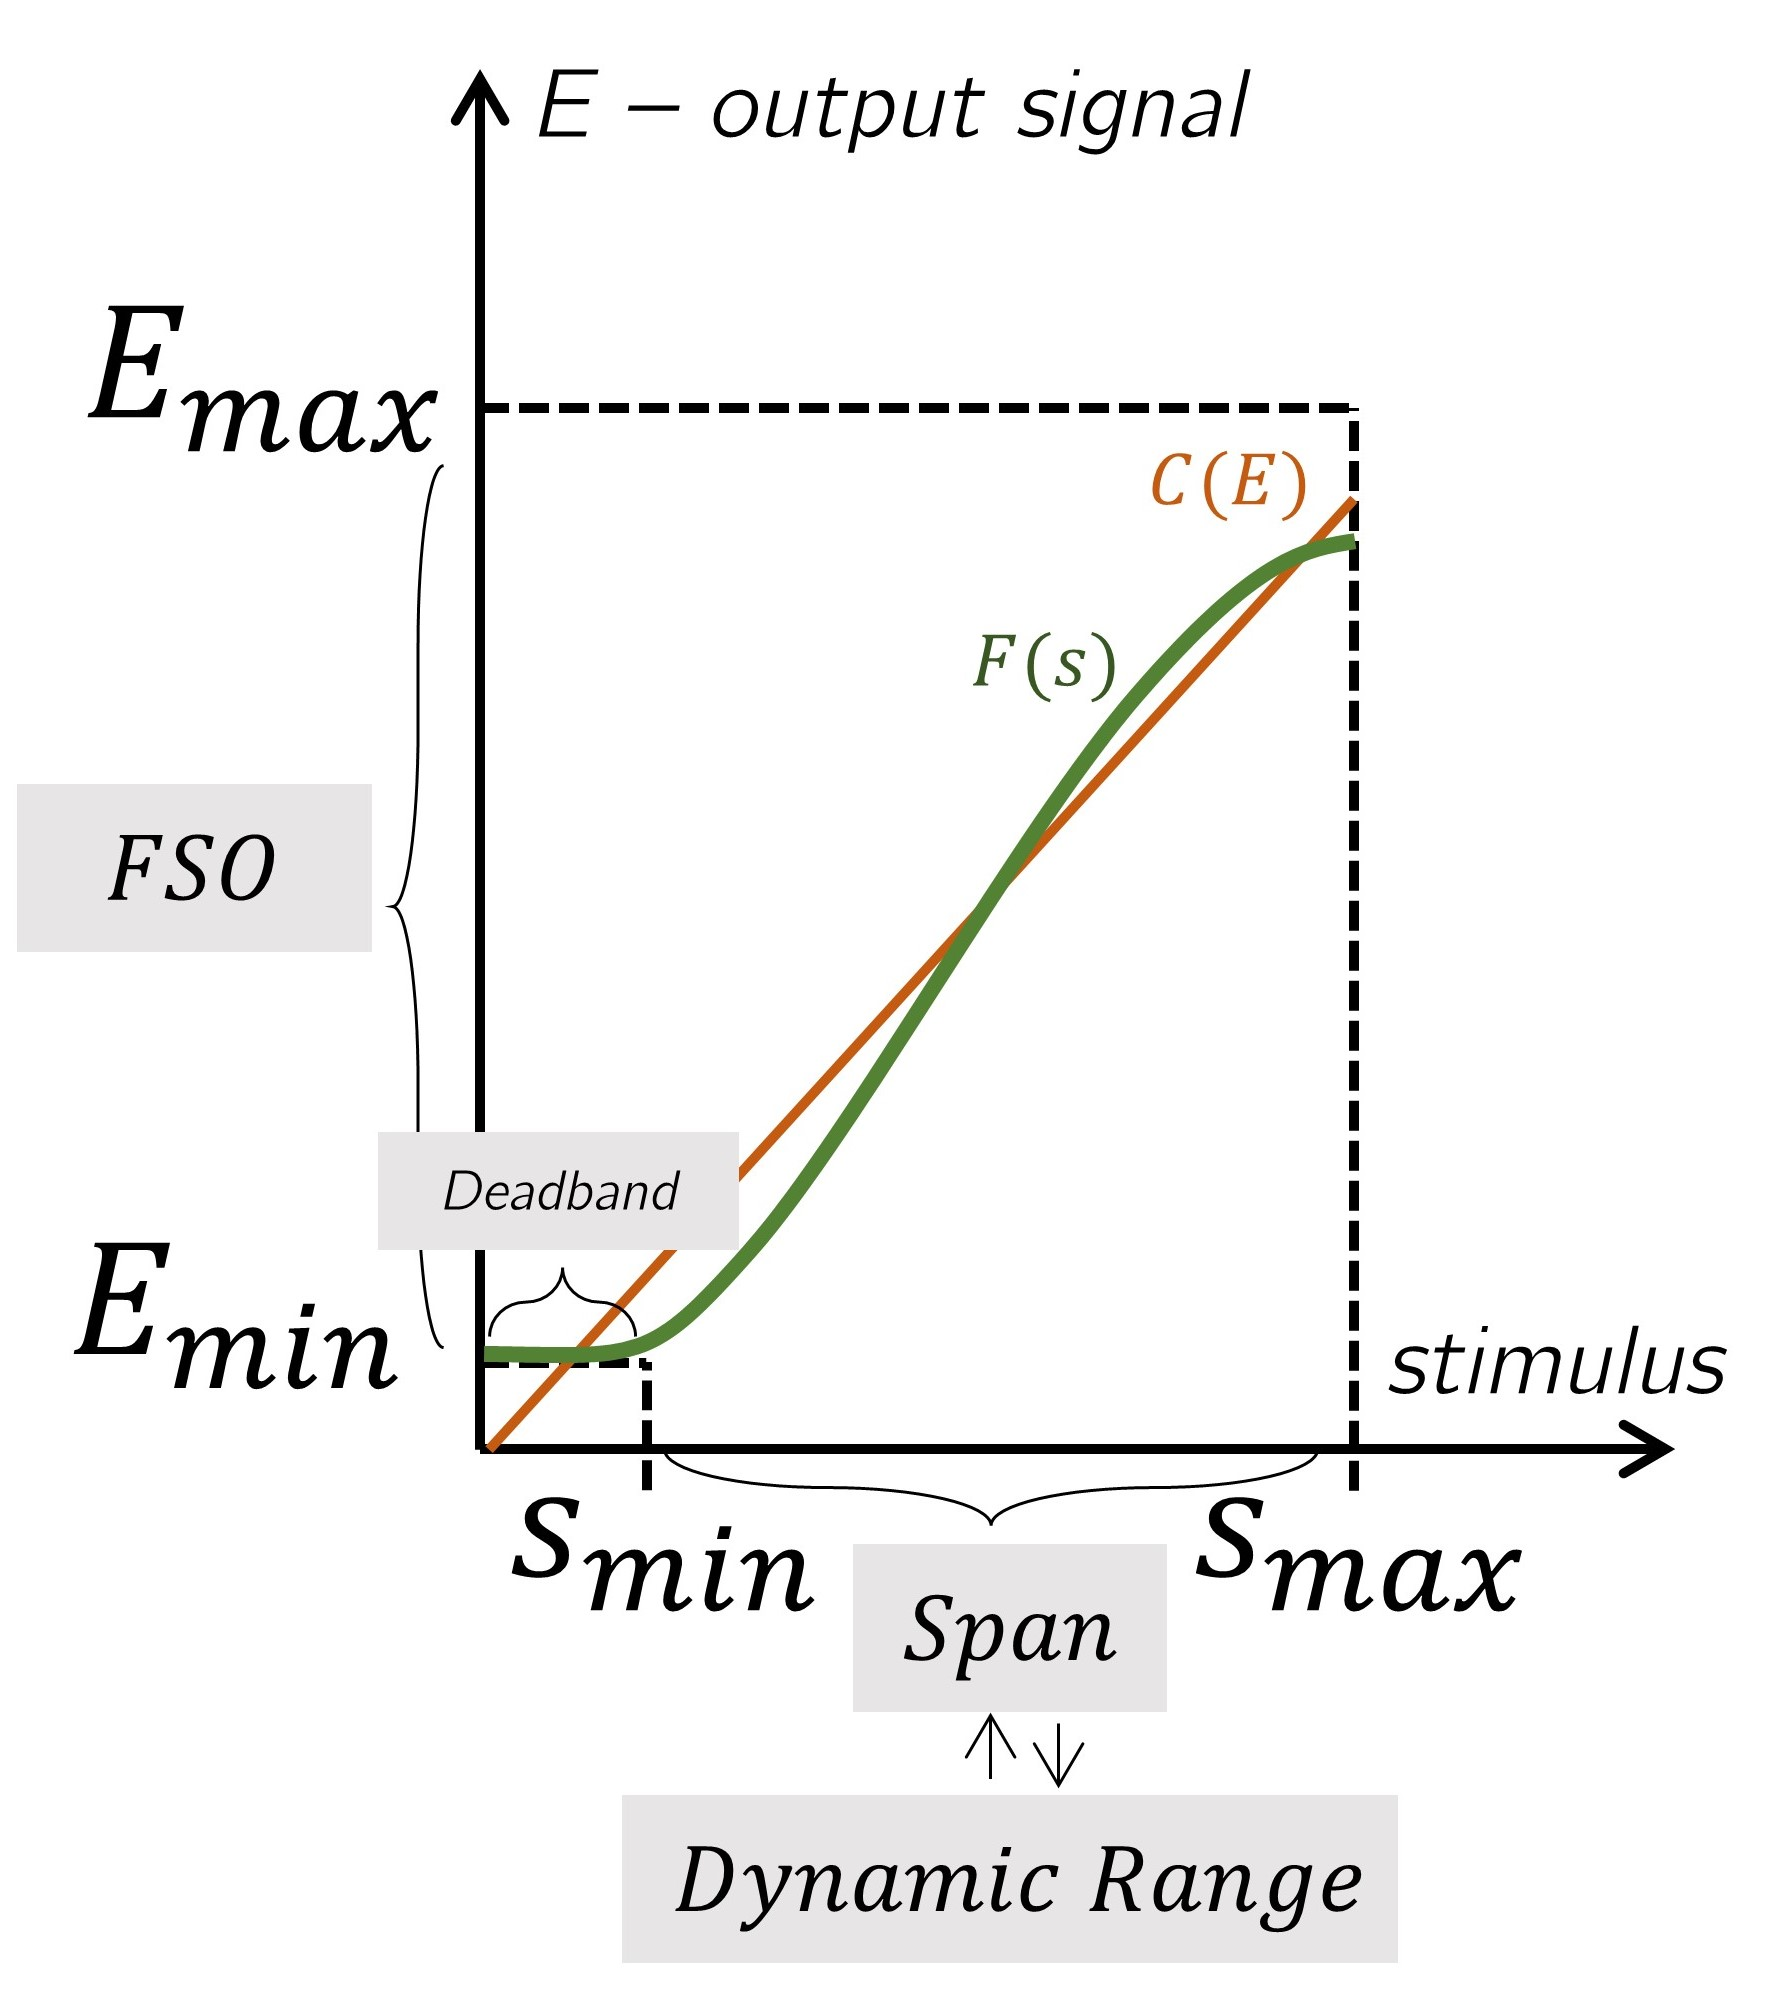 E – output signal
E_max
C(E)
F(s)
FSO
Deadband
E_min
stimulus
s_min
s_max
Span
Dynamic Range